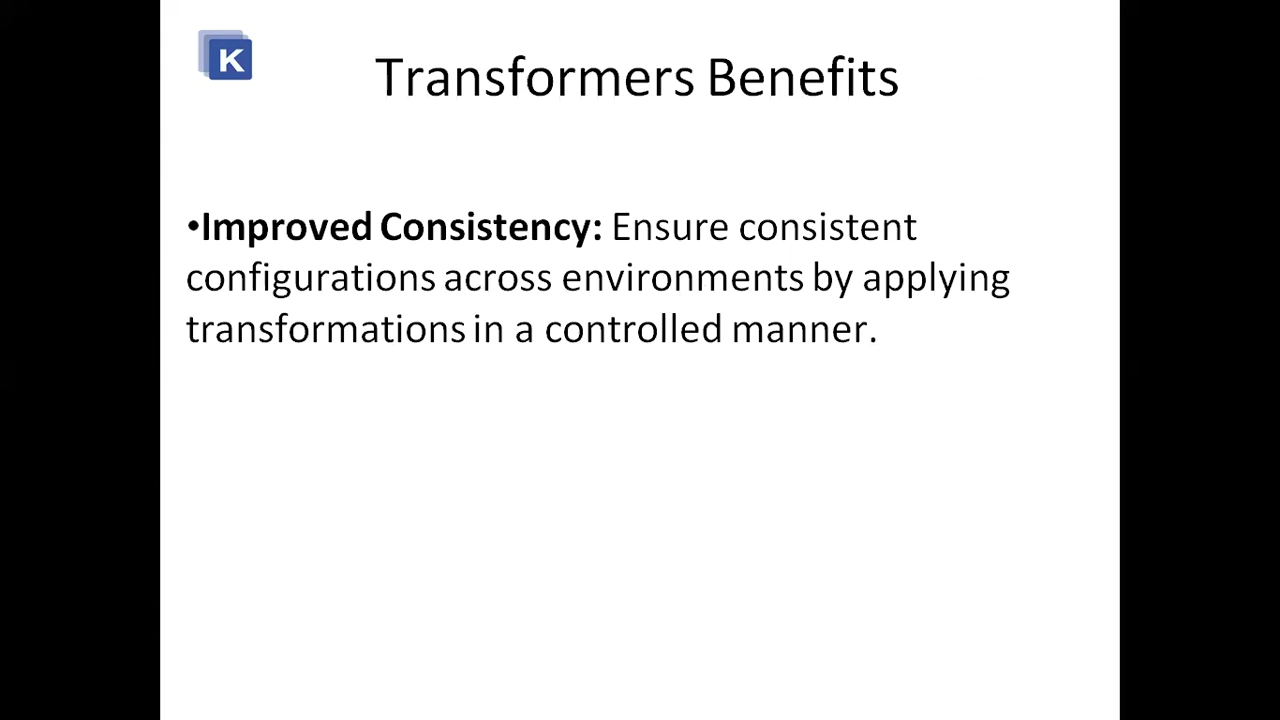 K
Transformers Benefits
•Improved Consistency: Ensure consistent
configurations across environments by applying
transformations in a controlled manner.